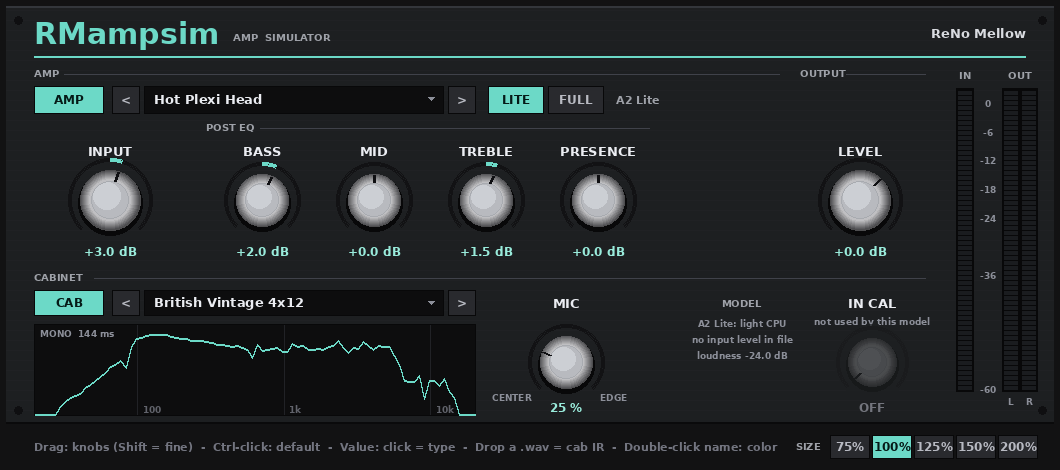 RMampsim AMP SIMULATOR ReNo Mellow
AMP OUTPUT IN OUT
AMP < Hot Plexi Head > LITE FULL A2 Lite
POST EQ
INPUT BASS MID TREBLE PRESENCE LEVEL
+3.0 dB +2.0 dB +0.0 dB +1.5 dB +0.0 dB +0.0 dB
0
-6
-12
-18
-24
-36
-60
L R
CABINET
CAB < British Vintage 4x12 > MIC MODEL IN CAL
MONO 144 ms
A2 Lite: light CPU
no input level in file
loudness -24.0 dB
not used by this model
CENTER EDGE
100 1k 10k
25 % OFF
Drag: knobs (Shift = fine) - Ctrl-click: default - Value: click = type - Drop a .wav = cab IR - Double-click name: color SIZE 75% 100% 125% 150% 200%